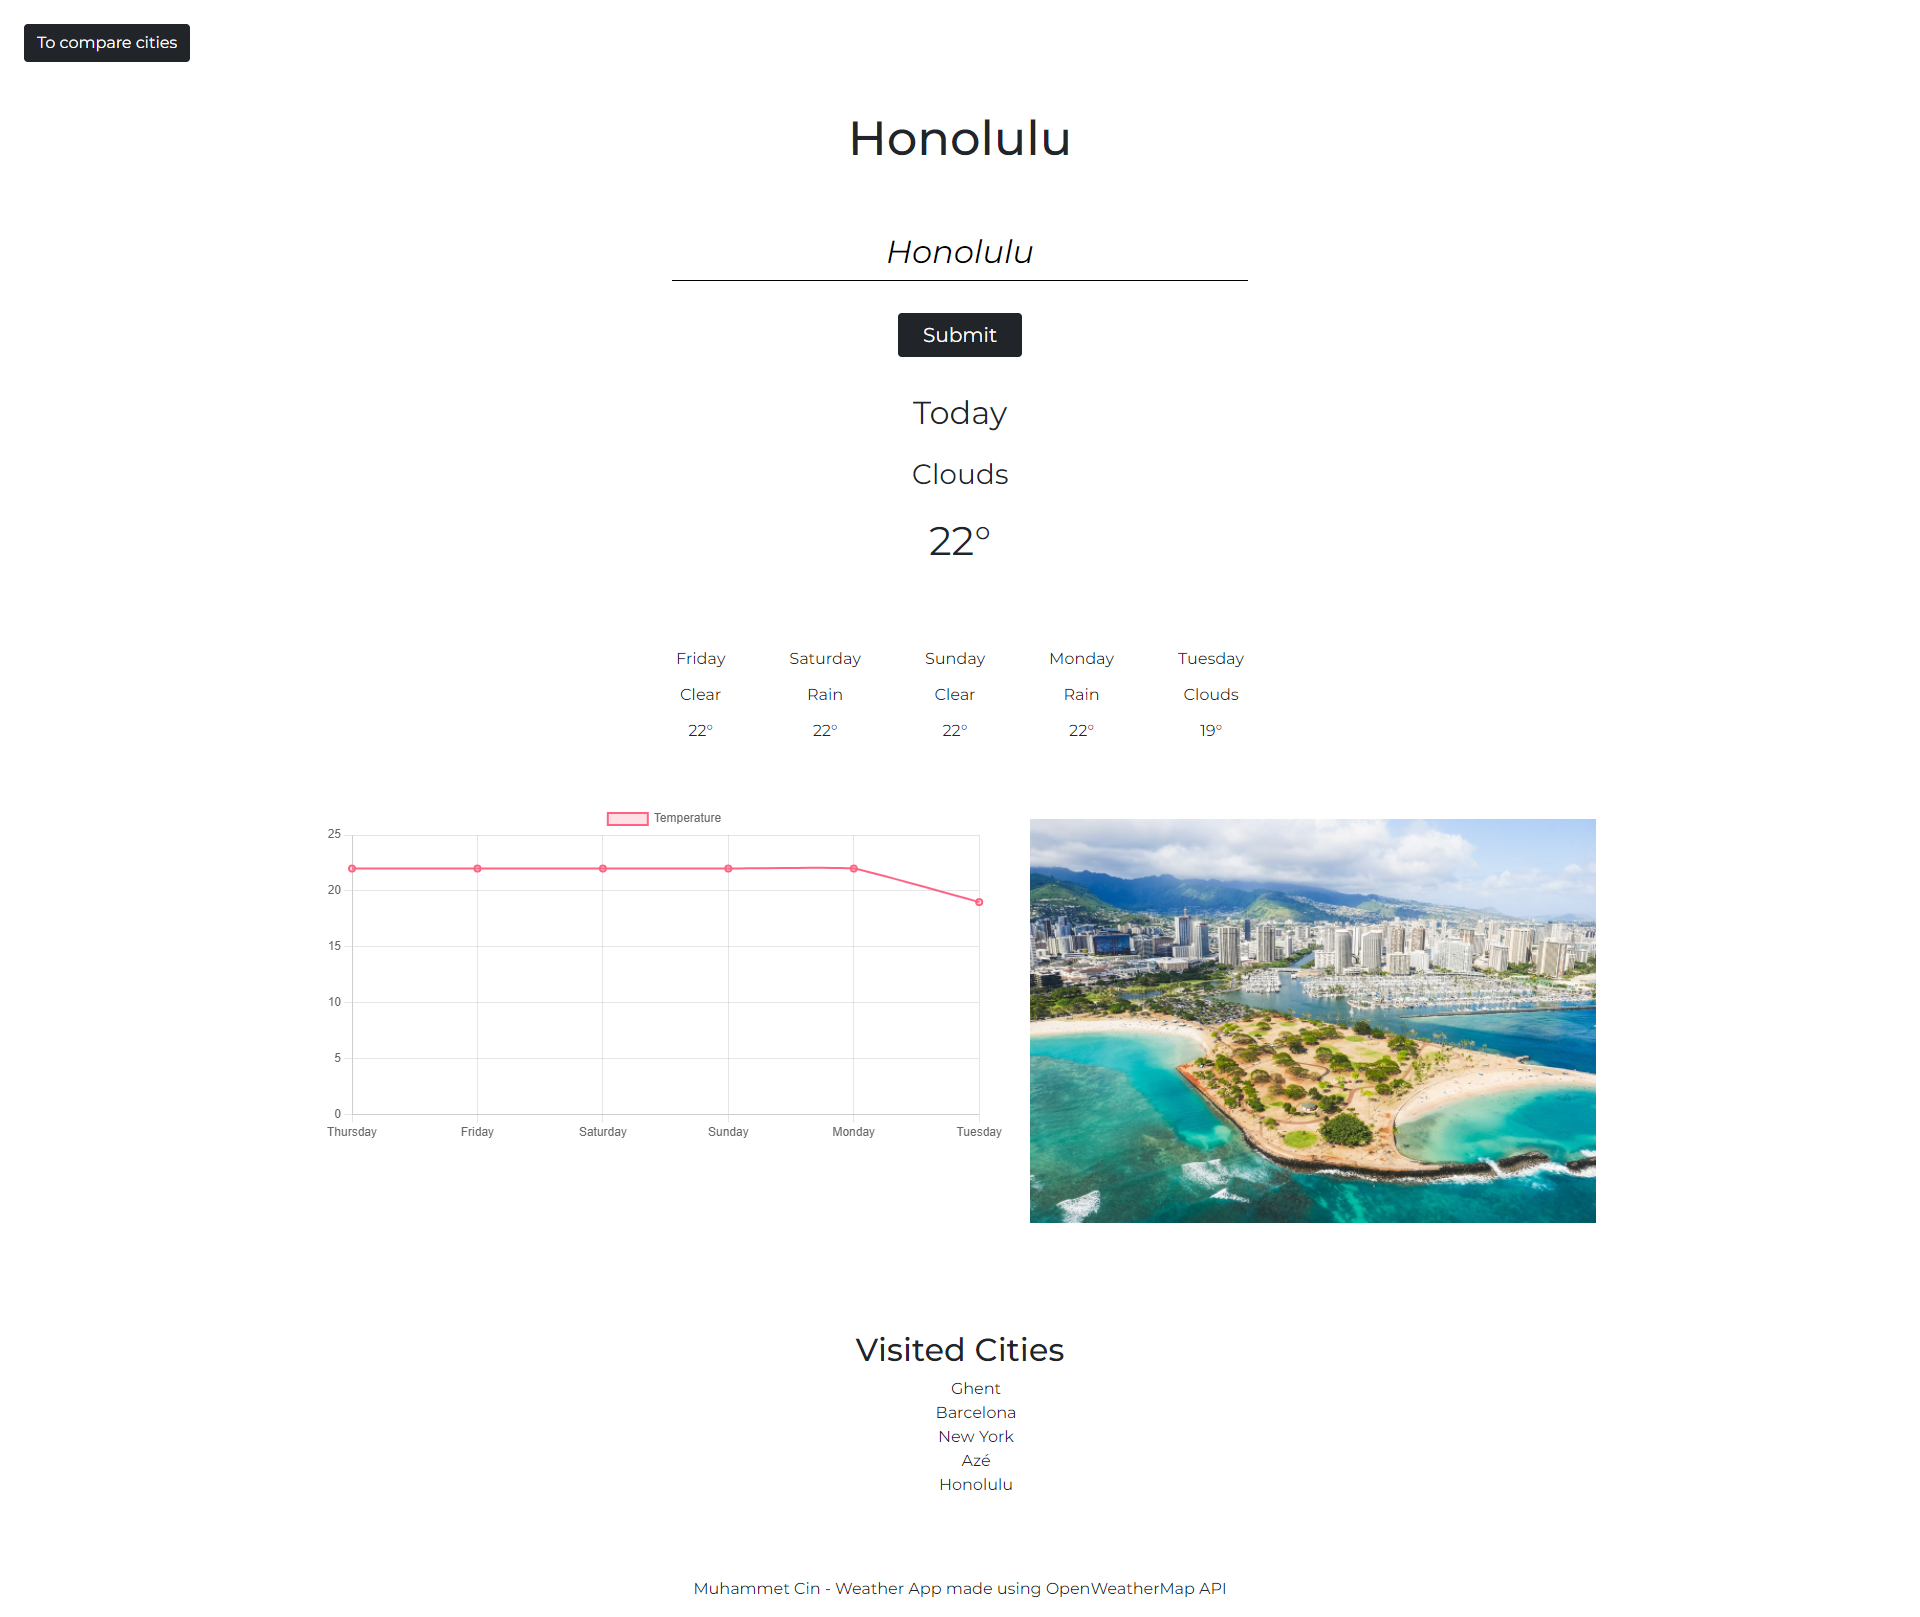 To compare cities
Honolulu
Honolulu
Submit
Today
Clouds
22°
Friday Saturday Sunday Monday Tuesday
Clear Rain Clear Rain Clouds
22° 22° 22° 22° 19°
Temperature
25
20
15
10
5
0
Thursday Friday Saturday Sunday Monday Tuesday
Visited Cities
Ghent
Barcelona
New York
Azé
Honolulu
Muhammet Cin - Weather App made using OpenWeatherMap API